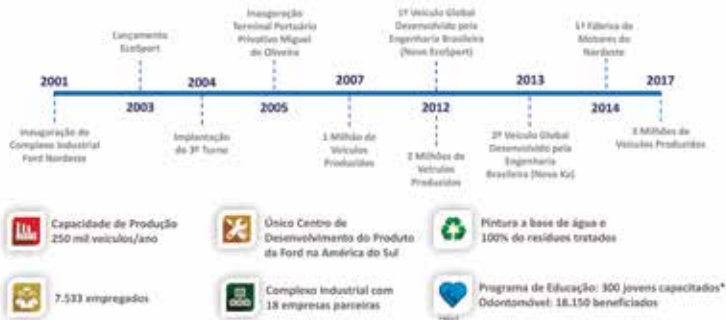 Lançamento
EcoSport
Inauguração
Terminal Portuário
Privativo Miguel
de Oliveira
1º Veículo Global
Desenvolvido pela
Engenharia Brasileira
(Novo EcoSport)
1ª Fábrica de
Motores do
Nordeste
2001
2004
2007
2013
2017
2003
2005
2012
2014
Inauguração do
Complexo Industrial
Ford Nordeste
Implantação
do 3º Turno
1 Milhão de
Veículos
Produzidos
2 Milhões de
Veículos
Produzidos
2º Veículo Global
Desenvolvido pela
Engenharia
Brasileira (Novo Ka)
3 Milhões de
Veículos Produzidos
Capacidade de Produção
250 mil veículos/ano
Único Centro de
Desenvolvimento do Produto
da Ford na América do Sul
Pintura a base de água e
100% do resíduos tratados
7.533 empregados
Complexo Industrial com
18 empresas parceiras
Programa de Educação: 300 jovens capacitados*
Odontomóvel: 18.150 beneficiados